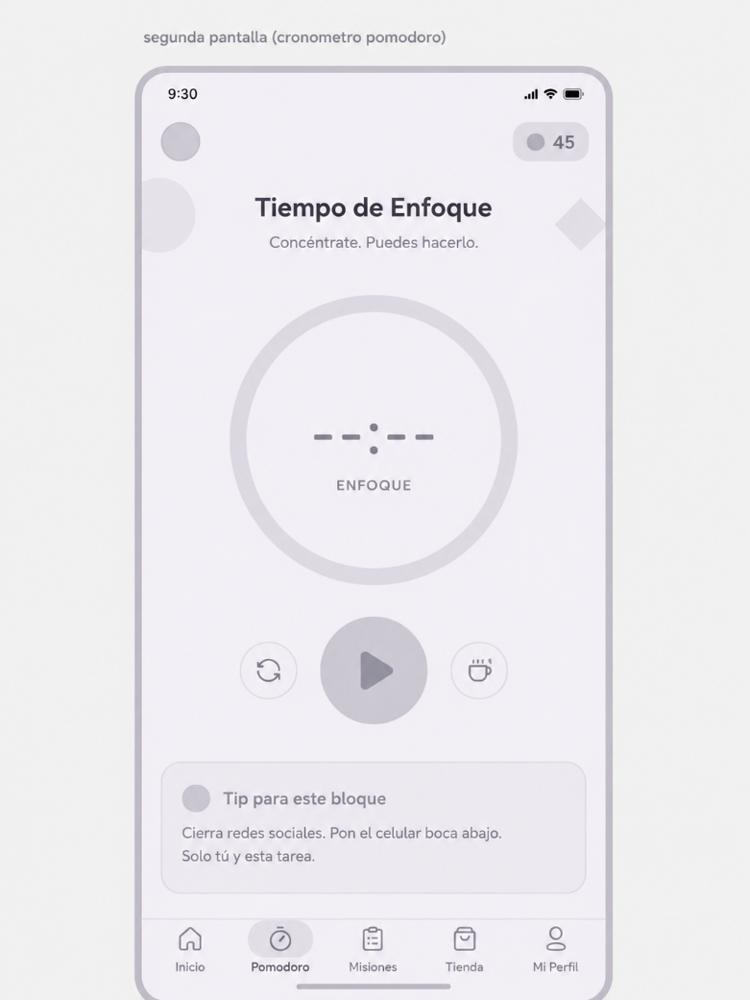 segunda pantalla (cronometro pomodoro)
9:30
45
Tiempo de Enfoque
Concéntrate. Puedes hacerlo.
--:--
ENFOQUE
Tip para este bloque
Cierra redes sociales. Pon el celular boca abajo.
Solo tú y esta tarea.
Inicio
Pomodoro
Misiones
Tienda
Mi Perfil